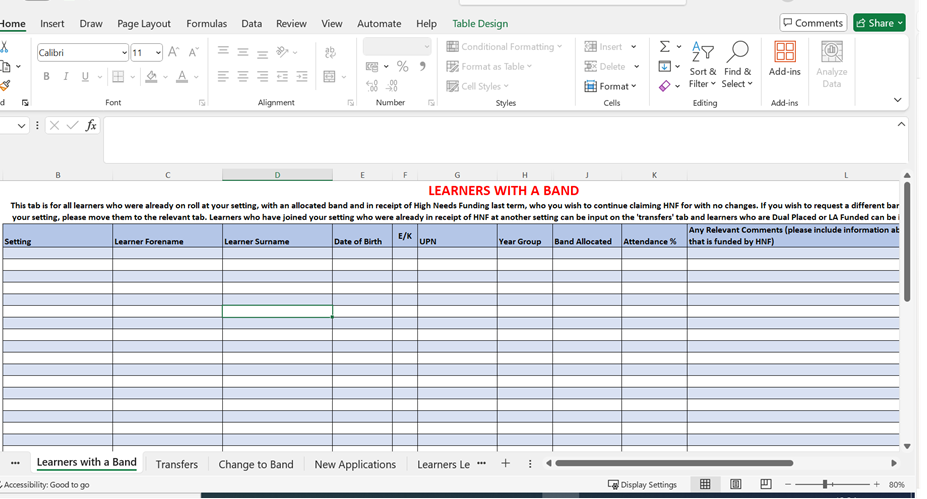 Home Insert Draw Page Layout Formulas Data Review View Automate Help Table Design Comments Share
Calibri 11 A^ A˅ ab Conditional Formatting Insert Σ A Z
% 9 Format as Table Delete Sort & Filter Find & Select Add-ins Analyze Data
B I U A .00 Cell Styles Format
Font Alignment Number Styles Cells Editing Add-ins
fx
B C D E F G H J K L
LEARNERS WITH A BAND
This tab is for all learners who were already on roll at your setting, with an allocated band and in receipt of High Needs Funding last term, who you wish to continue claiming HNF for with no changes. If you wish to request a different ban
your setting, please move them to the relevant tab. Learners who have joined your setting who were already in receipt of HNF at another setting can be input on the 'transfers' tab and learners who are Dual Placed or LA Funded can be i
Setting Learner Forename Learner Surname Date of Birth E/K UPN Year Group Band Allocated Attendance % Any Relevant Comments (please include information ab
that is funded by HNF)
Learners with a Band Transfers Change to Band New Applications Learners Le
Accessibility: Good to go Display Settings 80%